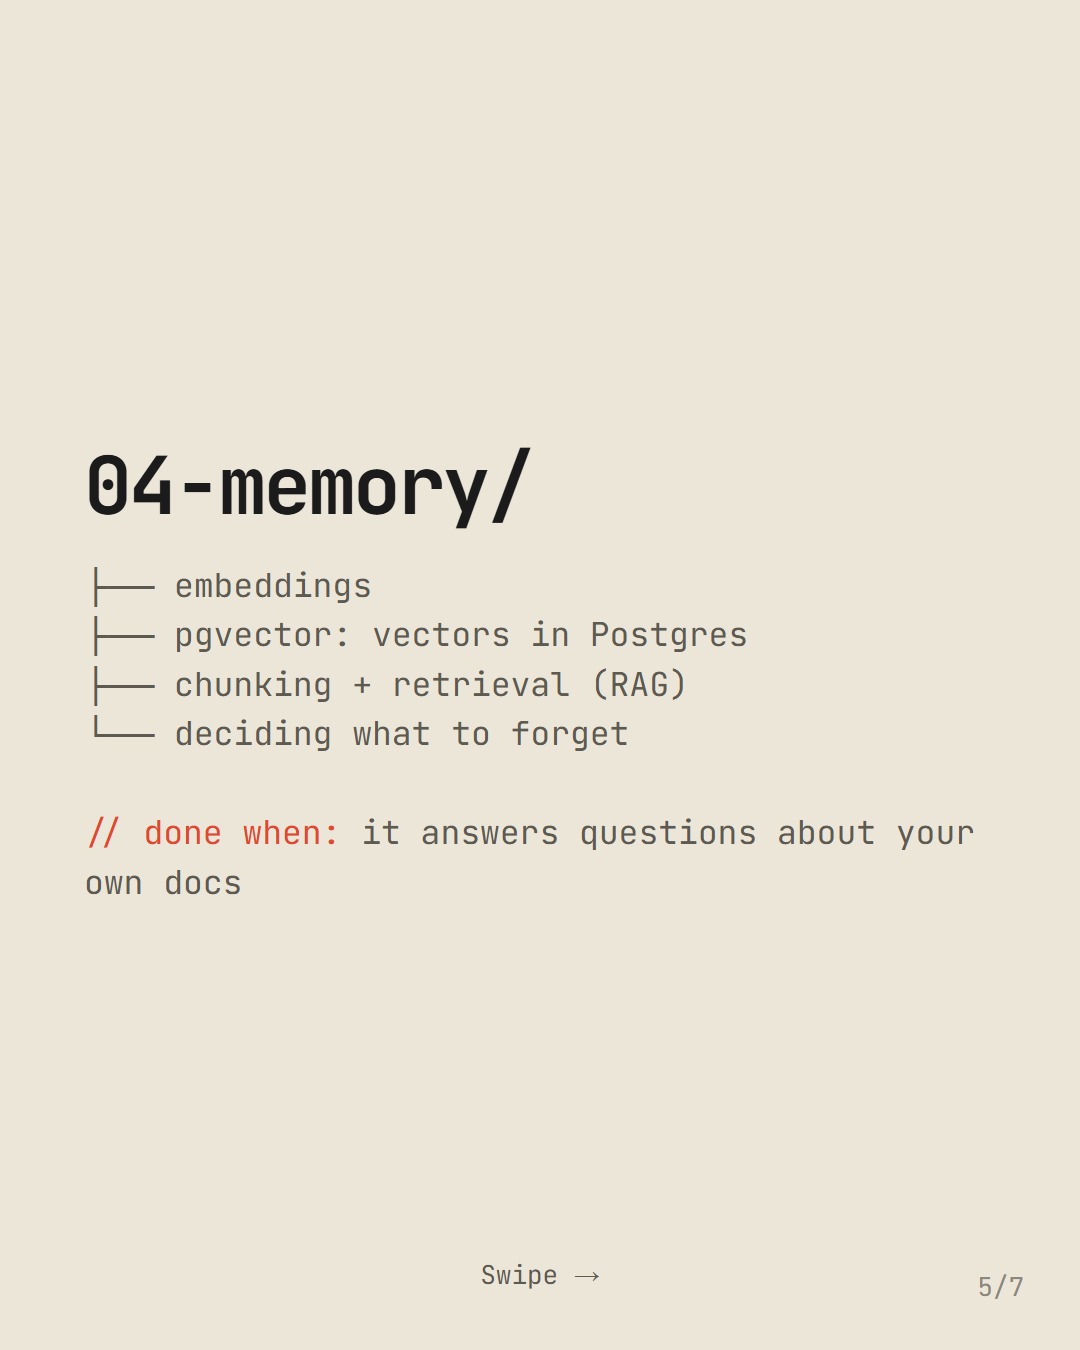 04-memory/
├── embeddings
├── pgvector: vectors in Postgres
├── chunking + retrieval (RAG)
└── deciding what to forget
// done when: it answers questions about your
own docs
Swipe →
5/7